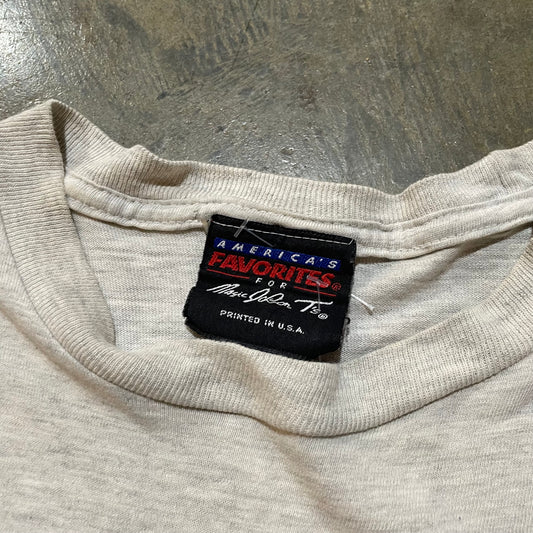 AMERICA'S
FAVORITES®
FOR
Magic Johnson T's®
PRINTED IN U.S.A.